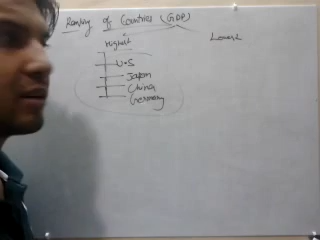 Ranking of Countries (GDP)
Highest
Lowest
U.S
Japan
China
Germany